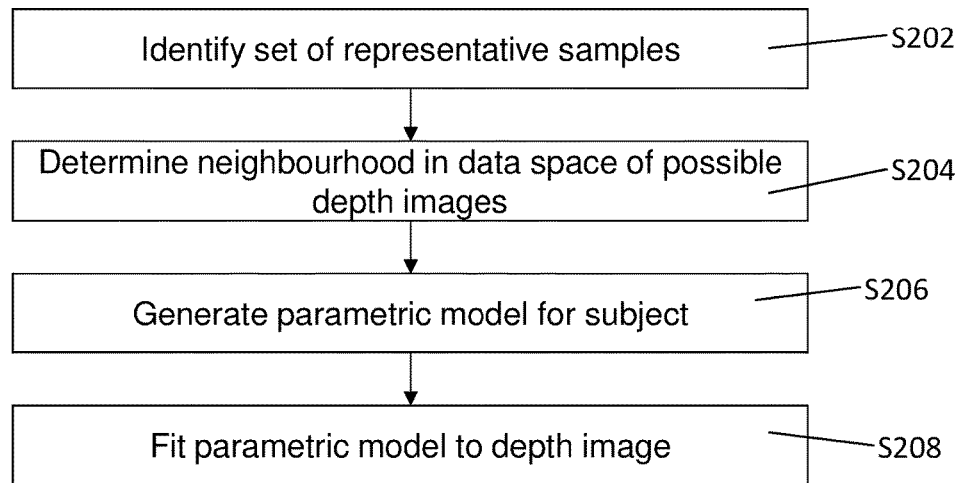 Identify set of representative samples
S202
Determine neighbourhood in data space of possible
depth images
S204
Generate parametric model for subject
S206
Fit parametric model to depth image
S208